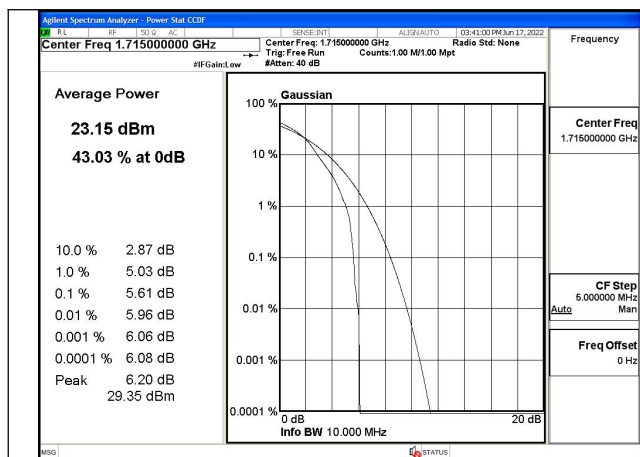 Agilent Spectrum Analyzer - Power Stat CCDF
LXI RL RF 50 Ω AC SENSE:INT ALIGNAUTO 03:41:00 PM Jun 17, 2022
Center Freq 1.715000000 GHz
Center Freq: 1.715000000 GHz Radio Std: None
Trig: Free Run Counts:1.00 M/1.00 Mpt
#IFGain:Low #Atten: 40 dB
Frequency
Average Power
23.15 dBm
43.03 % at 0dB
10.0 % 2.87 dB
1.0 % 5.03 dB
0.1 % 5.61 dB
0.01 % 5.96 dB
0.001 % 6.06 dB
0.0001 % 6.08 dB
Peak 6.20 dB
29.35 dBm
Gaussian
100 %
10 %
1 %
0.1 %
0.01 %
0.001 %
0.0001 %
0 dB 20 dB
Info BW 10.000 MHz
Center Freq
1.715000000 GHz
CF Step
5.000000 MHz
Auto Man
Freq Offset
0 Hz
MSG STATUS